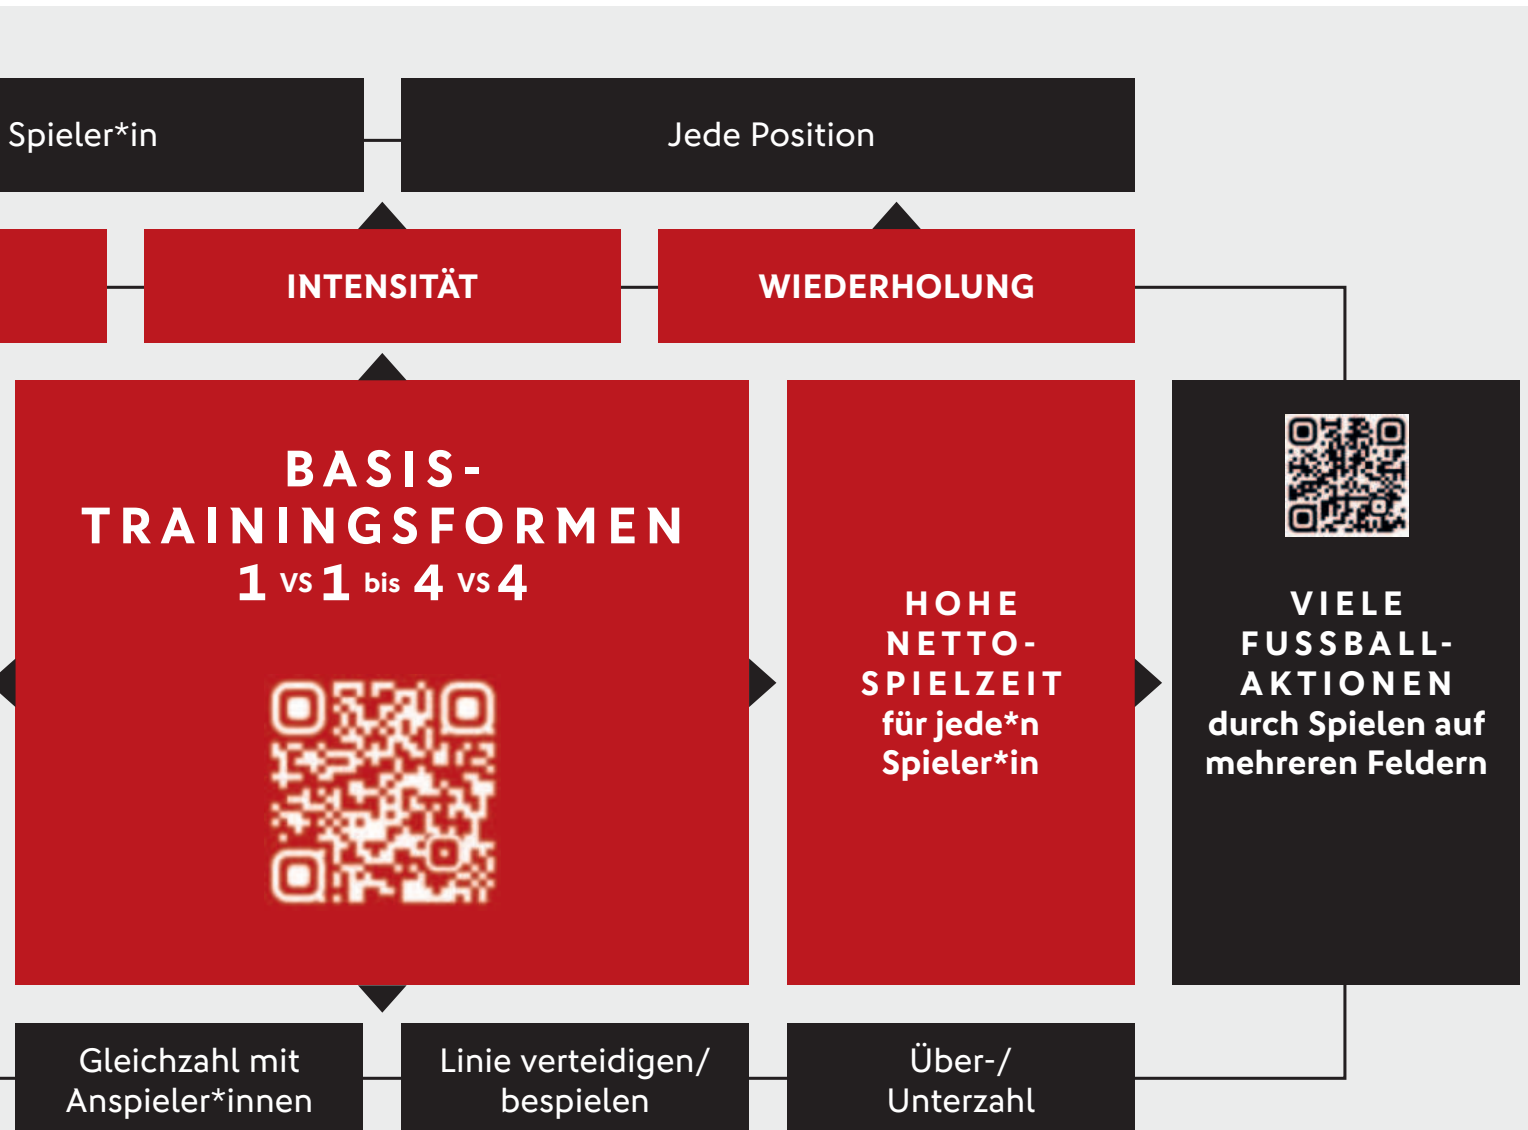 Spieler*in
Jede Position
INTENSITÄT
WIEDERHOLUNG
BASIS-
TRAININGSFORMEN
1 VS 1 bis 4 VS 4
HOHE
NETTO-
SPIELZEIT
für jede*n
Spieler*in
VIELE
FUSSBALL-
AKTIONEN
durch Spielen auf
mehreren Feldern
Gleichzahl mit
Anspieler*innen
Linie verteidigen/
bespielen
Über-/
Unterzahl